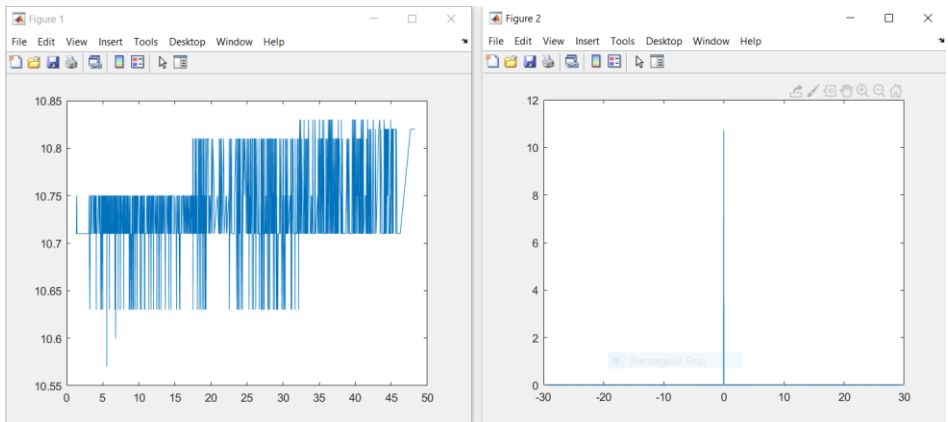 Figure 1
File Edit View Insert Tools Desktop Window Help
10.85
10.8
10.75
10.7
10.65
10.6
10.55
0 5 10 15 20 25 30 35 40 45 50
Figure 2
File Edit View Insert Tools Desktop Window Help
12
10
8
6
4
2
0
Rectangular Snip
-30 -20 -10 0 10 20 30